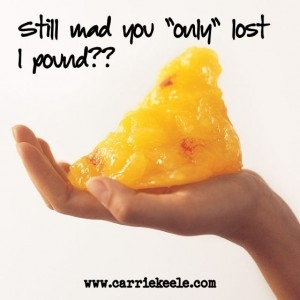 Still mad you "only" lost
1 pound??
www.carriekeele.com